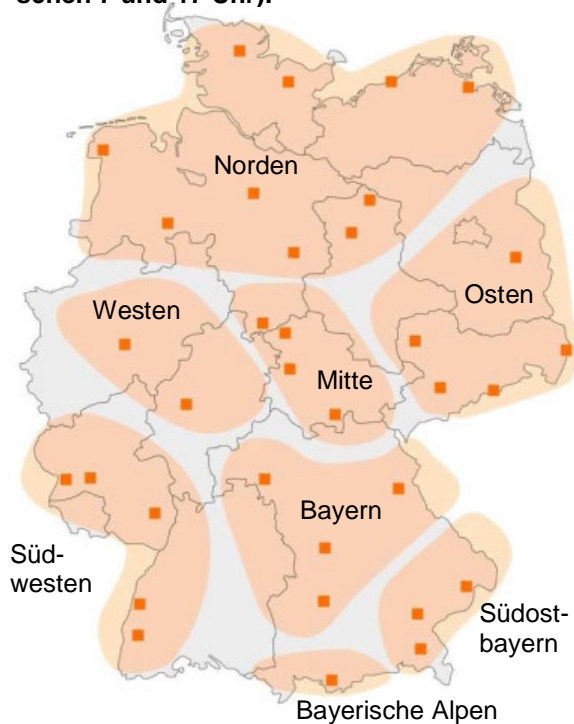 schen 7 und 17 Uhr).
Norden
Westen
Osten
Mitte
Bayern
Süd-
westen
Südost-
bayern
Bayerische Alpen